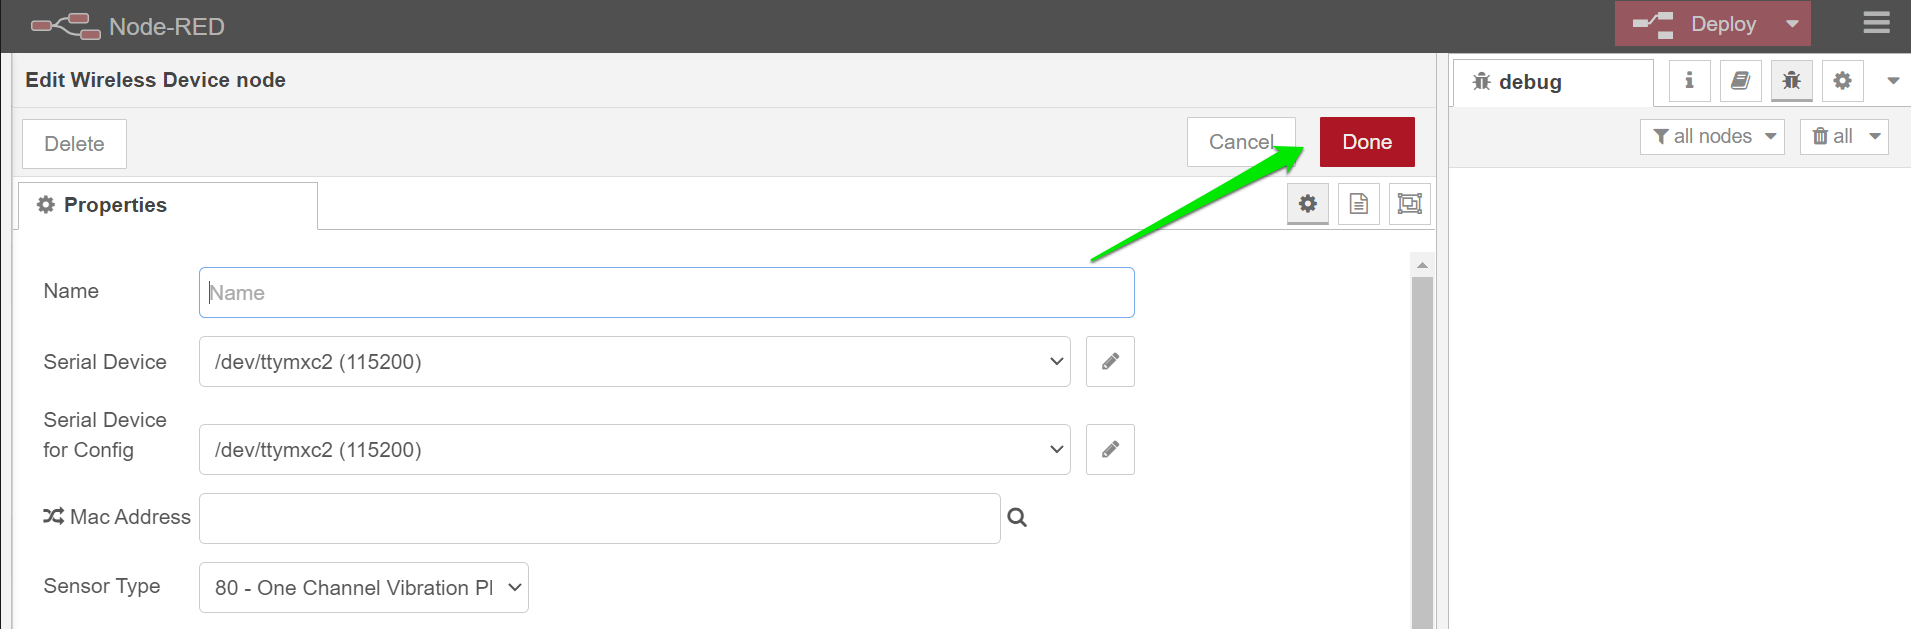 Node-RED
Deploy
Edit Wireless Device node
debug
Delete
Cancel
Done
all nodes
all
Properties
Name
Name
Serial Device
/dev/ttymxc2 (115200)
Serial Device
for Config
/dev/ttymxc2 (115200)
Mac Address
Sensor Type
80 - One Channel Vibration Pl